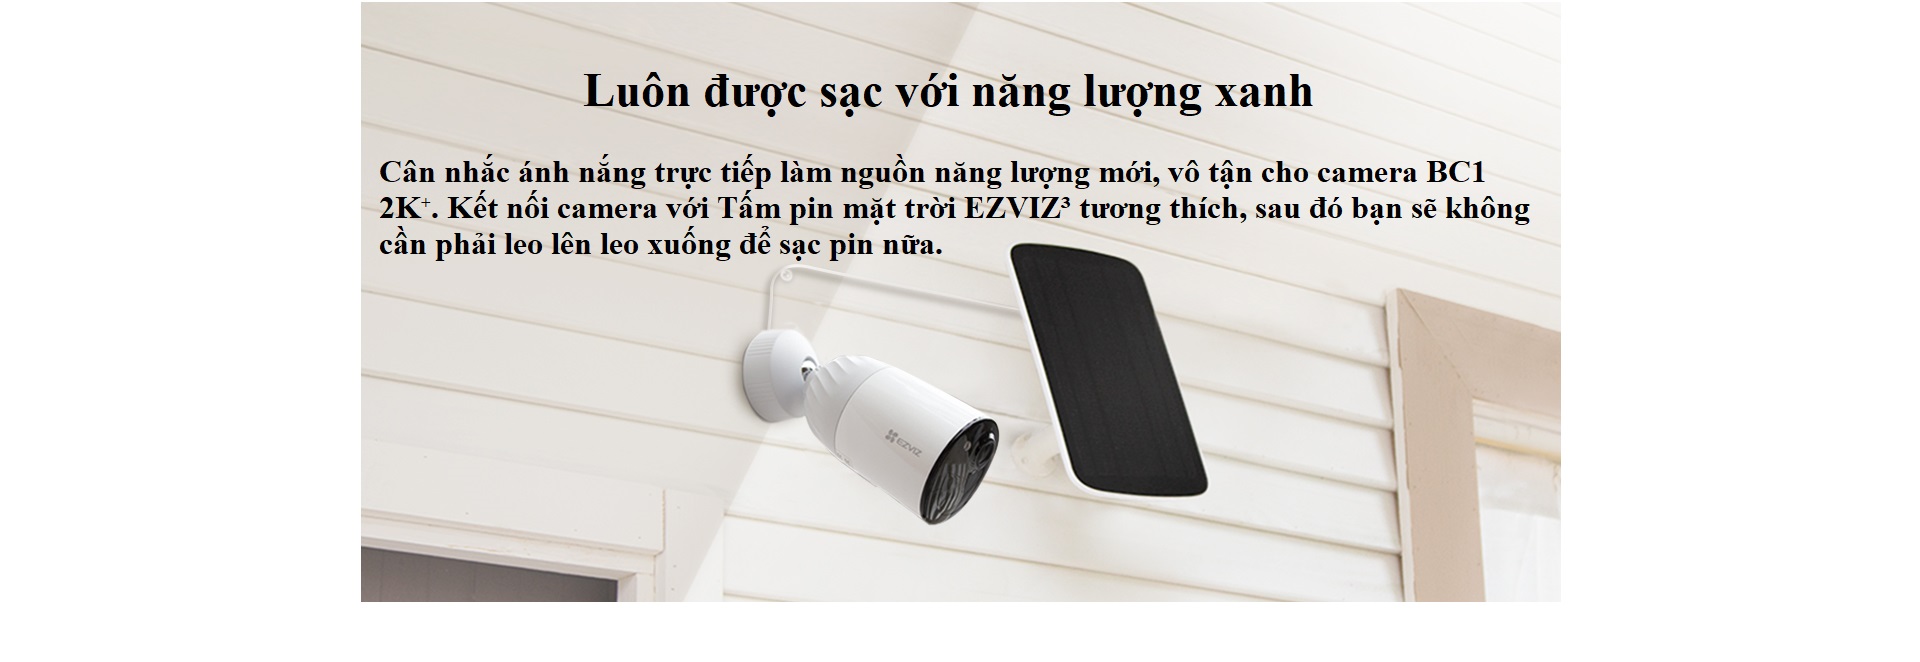 Luôn được sạc với năng lượng xanh
Cân nhắc ánh nắng trực tiếp làm nguồn năng lượng mới, vô tận cho camera BC1
2K⁺. Kết nối camera với Tấm pin mặt trời EZVIZ³ tương thích, sau đó bạn sẽ không
cần phải leo lên leo xuống để sạc pin nữa.
EZVIZ